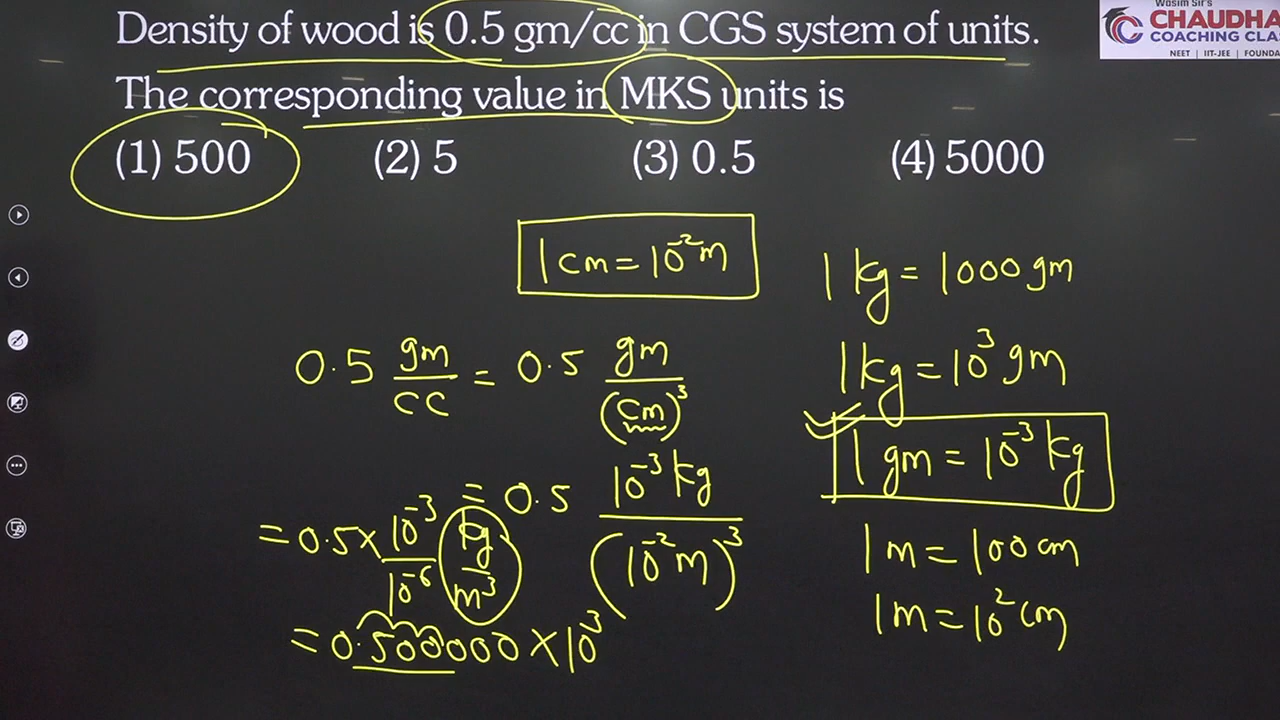 Density of wood is 0.5 gm/cc in CGS system of units.
The corresponding value in MKS units is
(1) 500 (2) 5 (3) 0.5 (4) 5000
Wasim Sir's
CHAUDHA
COACHING CLA
NEET | IIT-JEE | FOUNDA
1 cm = 10⁻² m
1 kg = 1000 gm
1 kg = 10³ gm
1 gm = 10⁻³ kg
1 m = 100 cm
1 m = 10² cm
0.5 gm/cc = 0.5 gm/(cm)³
= 0.5 10⁻³ kg/(10⁻² m)³
= 0.5 × 10⁻³/10⁻⁶ kg/m³
= 0.500000 × 10³